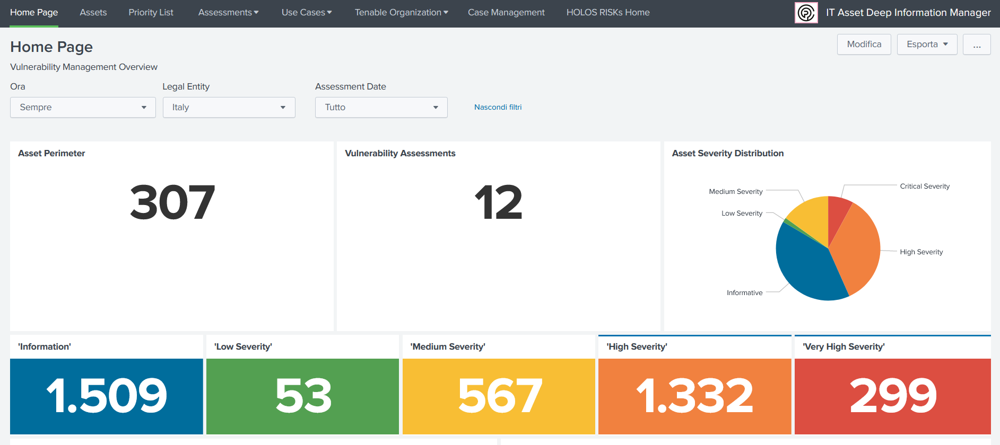 Home Page Assets Priority List Assessments Use Cases Tenable Organization Case Management HOLOS RISKs Home IT Asset Deep Information Manager
Home Page
Modifica Esporta ...
Vulnerability Management Overview
Ora Legal Entity Assessment Date
Sempre Italy Tutto Nascondi filtri
Asset Perimeter
307
Vulnerability Assessments
12
Asset Severity Distribution
Critical Severity
Medium Severity
Low Severity
High Severity
Informative
'Information'
1.509
'Low Severity'
53
'Medium Severity'
567
'High Severity'
1.332
'Very High Severity'
299